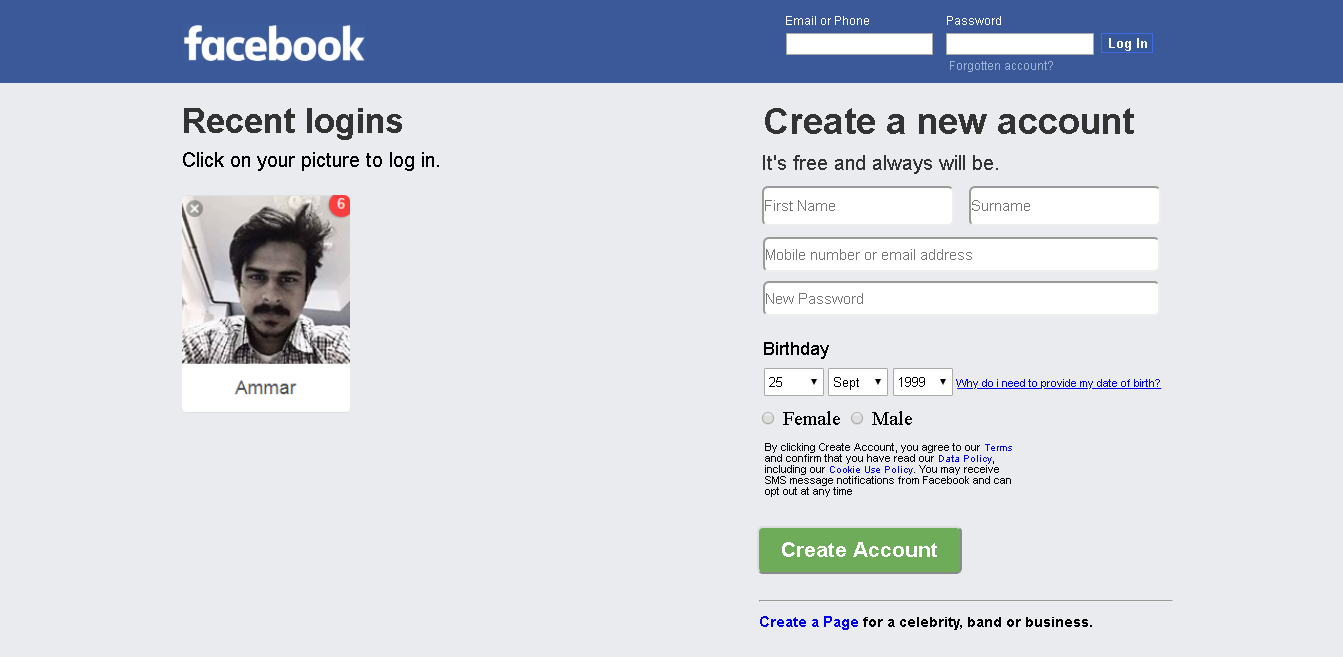 facebook
Email or Phone
Password
Log In
Forgotten account?
Recent logins
Click on your picture to log in.
6
Ammar
Create a new account
It's free and always will be.
First Name
Surname
Mobile number or email address
New Password
Birthday
25
Sept
1999
Why do i need to provide my date of birth?
Female
Male
By clicking Create Account, you agree to our Terms
and confirm that you have read our Data Policy,
including our Cookie Use Policy. You may receive
SMS message notifications from Facebook and can
opt out at any time
Create Account
Create a Page for a celebrity, band or business.